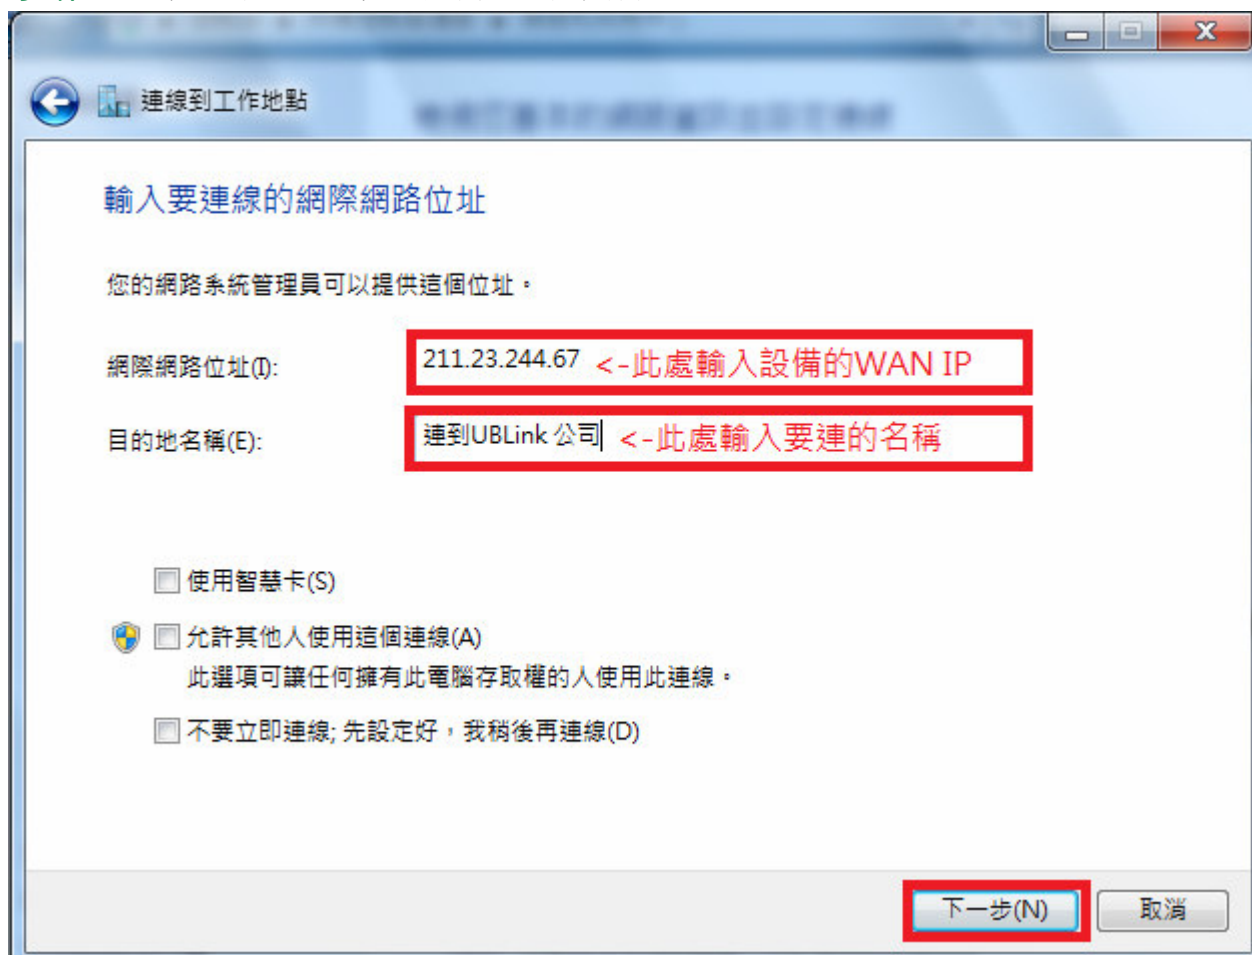 連線到工作地點
輸入要連線的網際網路位址
您的網路系統管理員可以提供這個位址。
網際網路位址(I): 211.23.244.67 <-此處輸入設備的WAN IP
目的地名稱(E): 連到UBLink 公司 <-此處輸入要連的名稱
使用智慧卡(S)
允許其他人使用這個連線(A)
此選項可讓任何擁有此電腦存取權的人使用此連線。
不要立即連線; 先設定好，我稍後再連線(D)
下一步(N) 取消